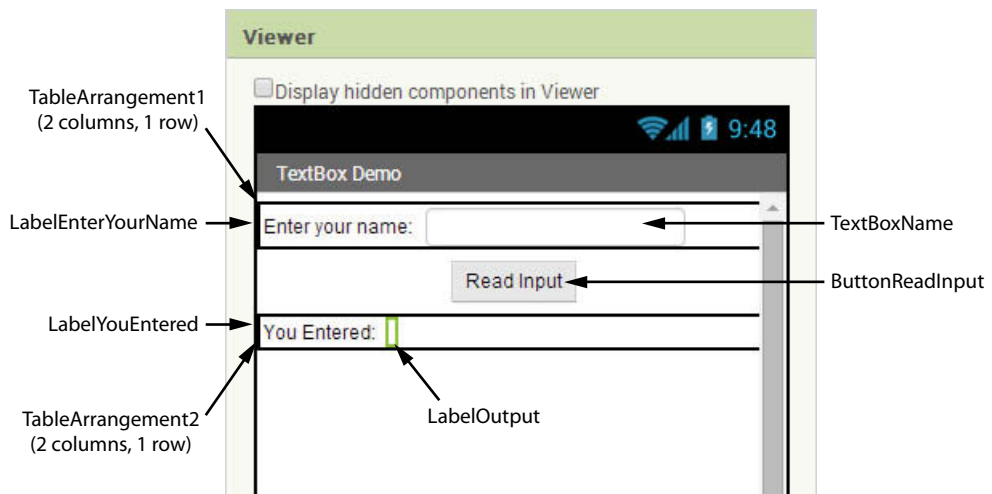 Viewer
Display hidden components in Viewer
TableArrangement1
(2 columns, 1 row)
9:48
TextBox Demo
LabelEnterYourName
Enter your name:
TextBoxName
Read Input
ButtonReadInput
LabelYouEntered
You Entered:
TableArrangement2
(2 columns, 1 row)
LabelOutput